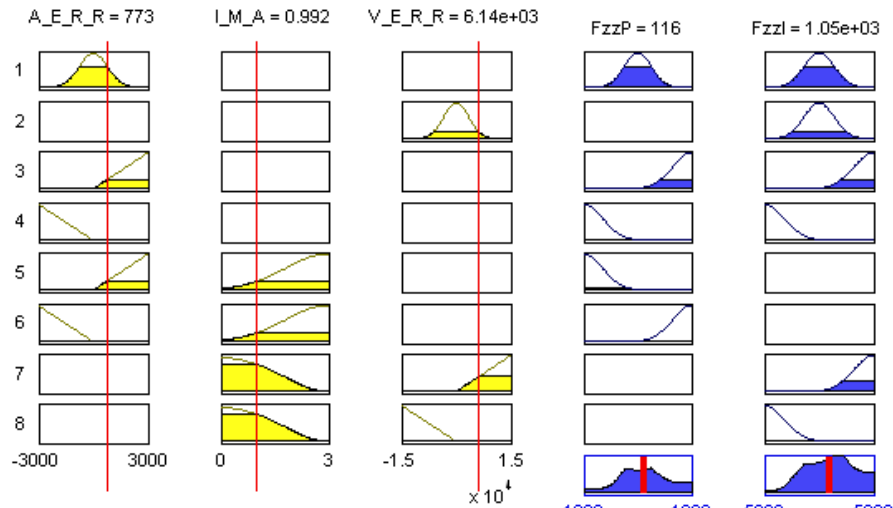 A_E_R_R = 773
I_M_A = 0.992
V_E_R_R = 6.14e+03
FzzP = 116
FzzI = 1.05e+03
1
2
3
4
5
6
7
8
-3000 3000
0 3
-1.5 1.5
x 10^4